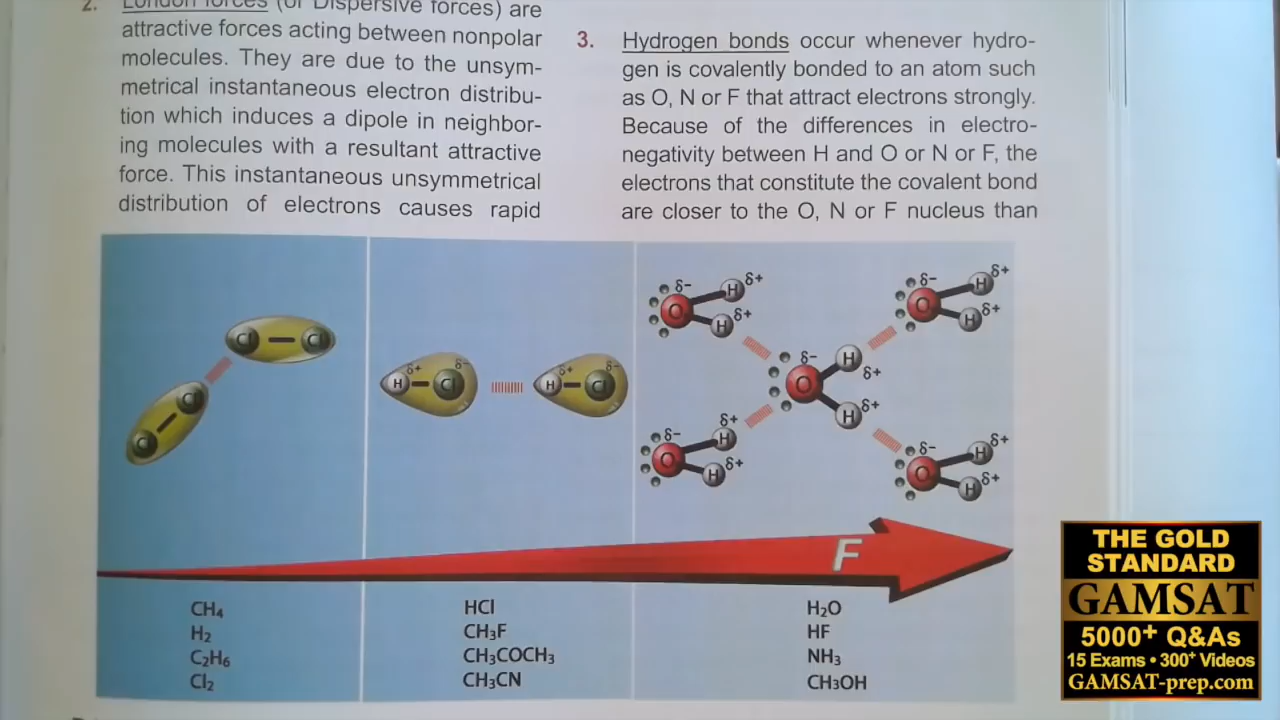 2. London forces (or Dispersive forces) are
attractive forces acting between nonpolar
molecules. They are due to the unsym-
metrical instantaneous electron distribu-
tion which induces a dipole in neighbor-
ing molecules with a resultant attractive
force. This instantaneous unsymmetrical
distribution of electrons causes rapid
3. Hydrogen bonds occur whenever hydro-
gen is covalently bonded to an atom such
as O, N or F that attract electrons strongly.
Because of the differences in electro-
negativity between H and O or N or F, the
electrons that constitute the covalent bond
are closer to the O, N or F nucleus than
Cl Cl
Cl
Cl
δ+ δ-
H Cl
δ+ δ-
H Cl
δ- H δ+
O
H δ+
δ- H δ+
O
H δ+
δ- H
O δ+
H δ+
δ- δ+
O H
H δ+
δ- H δ+
O
H δ+
F
CH₄
H₂
C₂H₆
Cl₂
HCl
CH₃F
CH₃COCH₃
CH₃CN
H₂O
HF
NH₃
CH₃OH
THE GOLD
STANDARD
GAMSAT
5000⁺ Q&As
15 Exams • 300⁺ Videos
GAMSAT-prep.com